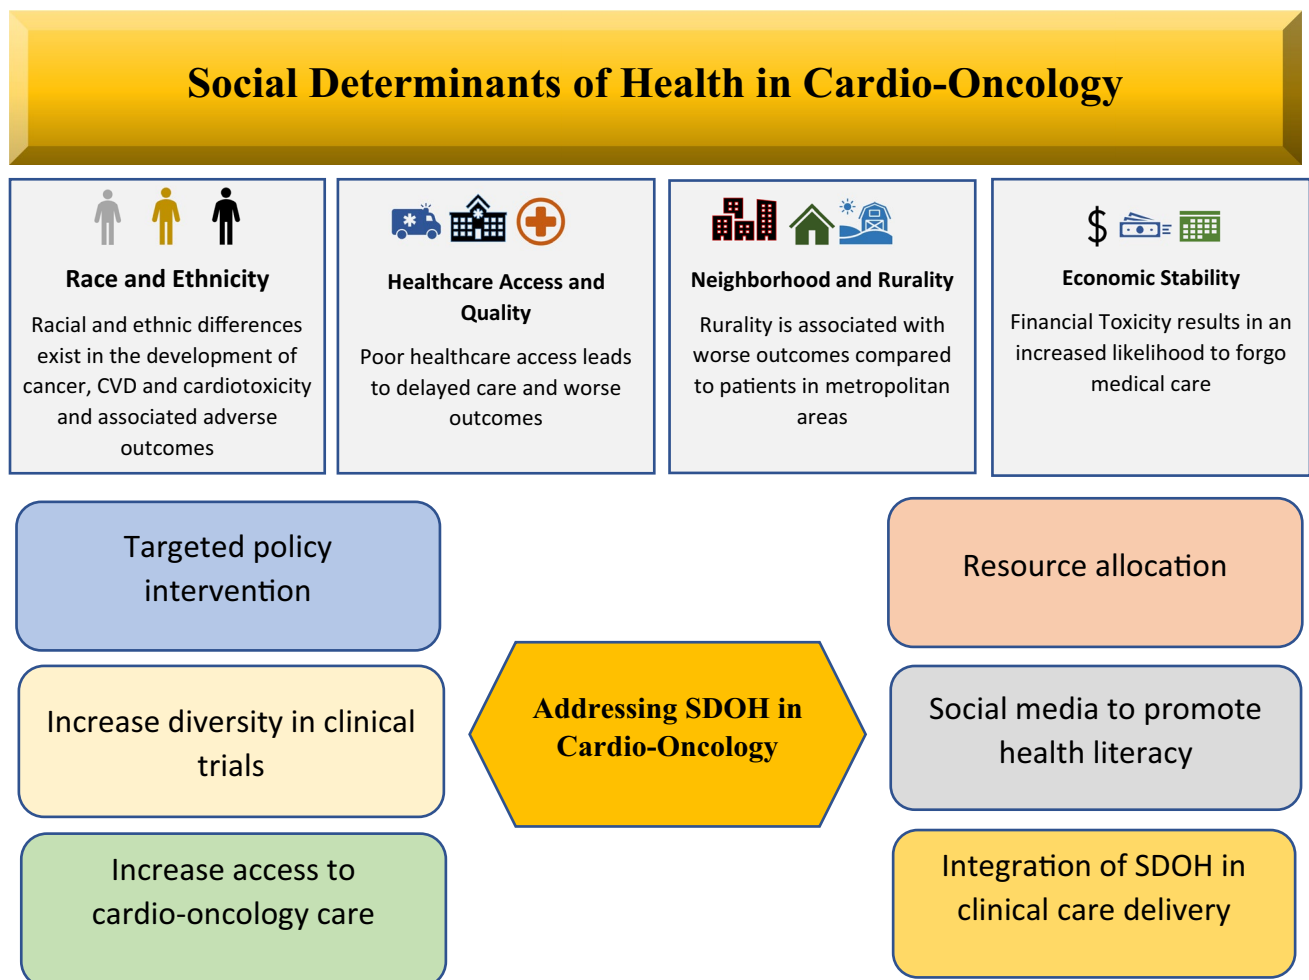 Social Determinants of Health in Cardio-Oncology
Race and Ethnicity
Racial and ethnic differences
exist in the development of
cancer, CVD and cardiotoxicity
and associated adverse
outcomes
Healthcare Access and
Quality
Poor healthcare access leads
to delayed care and worse
outcomes
Neighborhood and Rurality
Rurality is associated with
worse outcomes compared
to patients in metropolitan
areas
$
Economic Stability
Financial Toxicity results in an
increased likelihood to forgo
medical care
Targeted policy
intervention
Increase diversity in clinical
trials
Increase access to
cardio-oncology care
Addressing SDOH in
Cardio-Oncology
Resource allocation
Social media to promote
health literacy
Integration of SDOH in
clinical care delivery